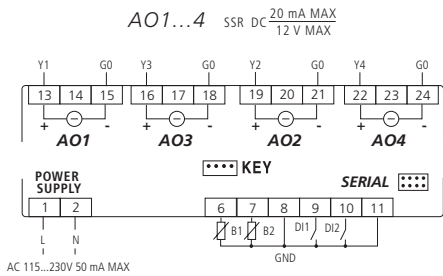 AO1...4 SSR DC 20 mA MAX
12 V MAX
Y1 G0 Y3 G0 Y2 G0 Y4 G0
13 14 15 16 17 18 19 20 21 22 23 24
+ - + - + - + -
AO1 AO3 AO2 AO4
KEY
POWER
SUPPLY
SERIAL
1 2 6 7 8 9 10 11
L N B1 B2 DI1 DI2
GND
AC 115...230V 50 mA MAX